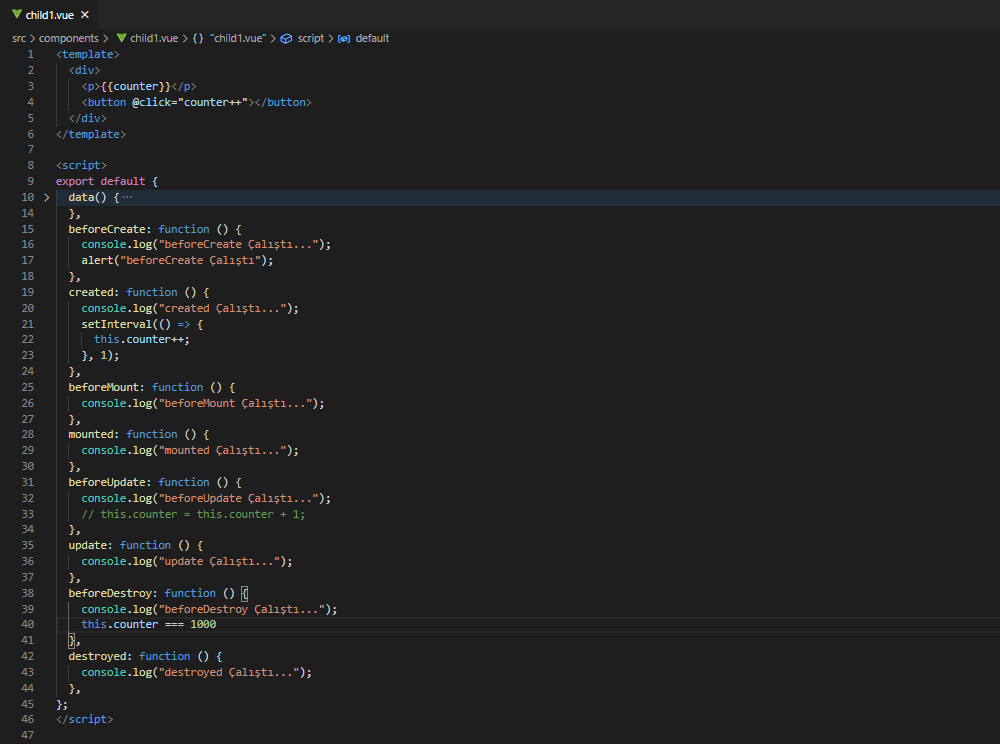 child1.vue ×
src > components > child1.vue > {} "child1.vue" > script > default
1 <template>
2 <div>
3 <p>{{counter}}</p>
4 <button @click="counter++"></button>
5 </div>
6 </template>
7
8 <script>
9 export default {
10 > data() { ···
14 },
15 beforeCreate: function () {
16 console.log("beforeCreate Çalıştı...");
17 alert("beforeCreate Çalıştı");
18 },
19 created: function () {
20 console.log("created Çalıştı...");
21 setInterval(() => {
22 this.counter++;
23 }, 1);
24 },
25 beforeMount: function () {
26 console.log("beforeMount Çalıştı...");
27 },
28 mounted: function () {
29 console.log("mounted Çalıştı...");
30 },
31 beforeUpdate: function () {
32 console.log("beforeUpdate Çalıştı...");
33 // this.counter = this.counter + 1;
34 },
35 update: function () {
36 console.log("update Çalıştı...");
37 },
38 beforeDestroy: function () {
39 console.log("beforeDestroy Çalıştı...");
40 this.counter === 1000
41 },
42 destroyed: function () {
43 console.log("destroyed Çalıştı...");
44 },
45 };
46 </script>
47